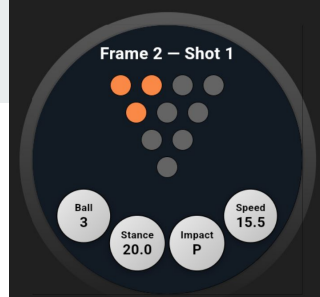 Frame 2 — Shot 1
Ball
3
Stance
20.0
Impact
P
Speed
15.5